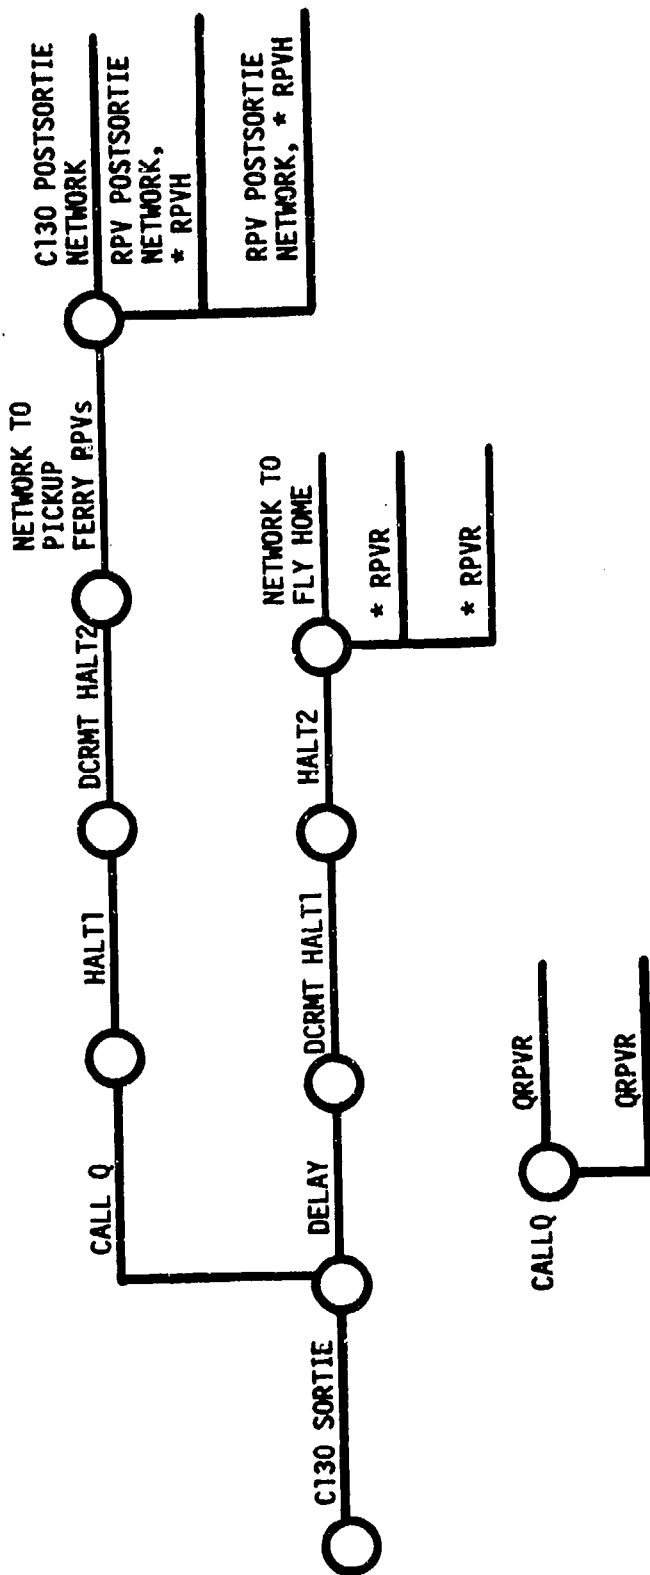 C130 SORTIE
CALL Q
HALT1
DCRMT HALT2
NETWORK TO
PICKUP
FERRY RPVs
C130 POSTSORTIE
NETWORK
RPV POSTSORTIE
NETWORK,
* RPVH
RPV POSTSORTIE
NETWORK, * RPVH
DELAY
DCRMT HALT1
HALT2
NETWORK TO
FLY HOME
* RPVR
* RPVR
CALLQ
QRPVR
QRPVR